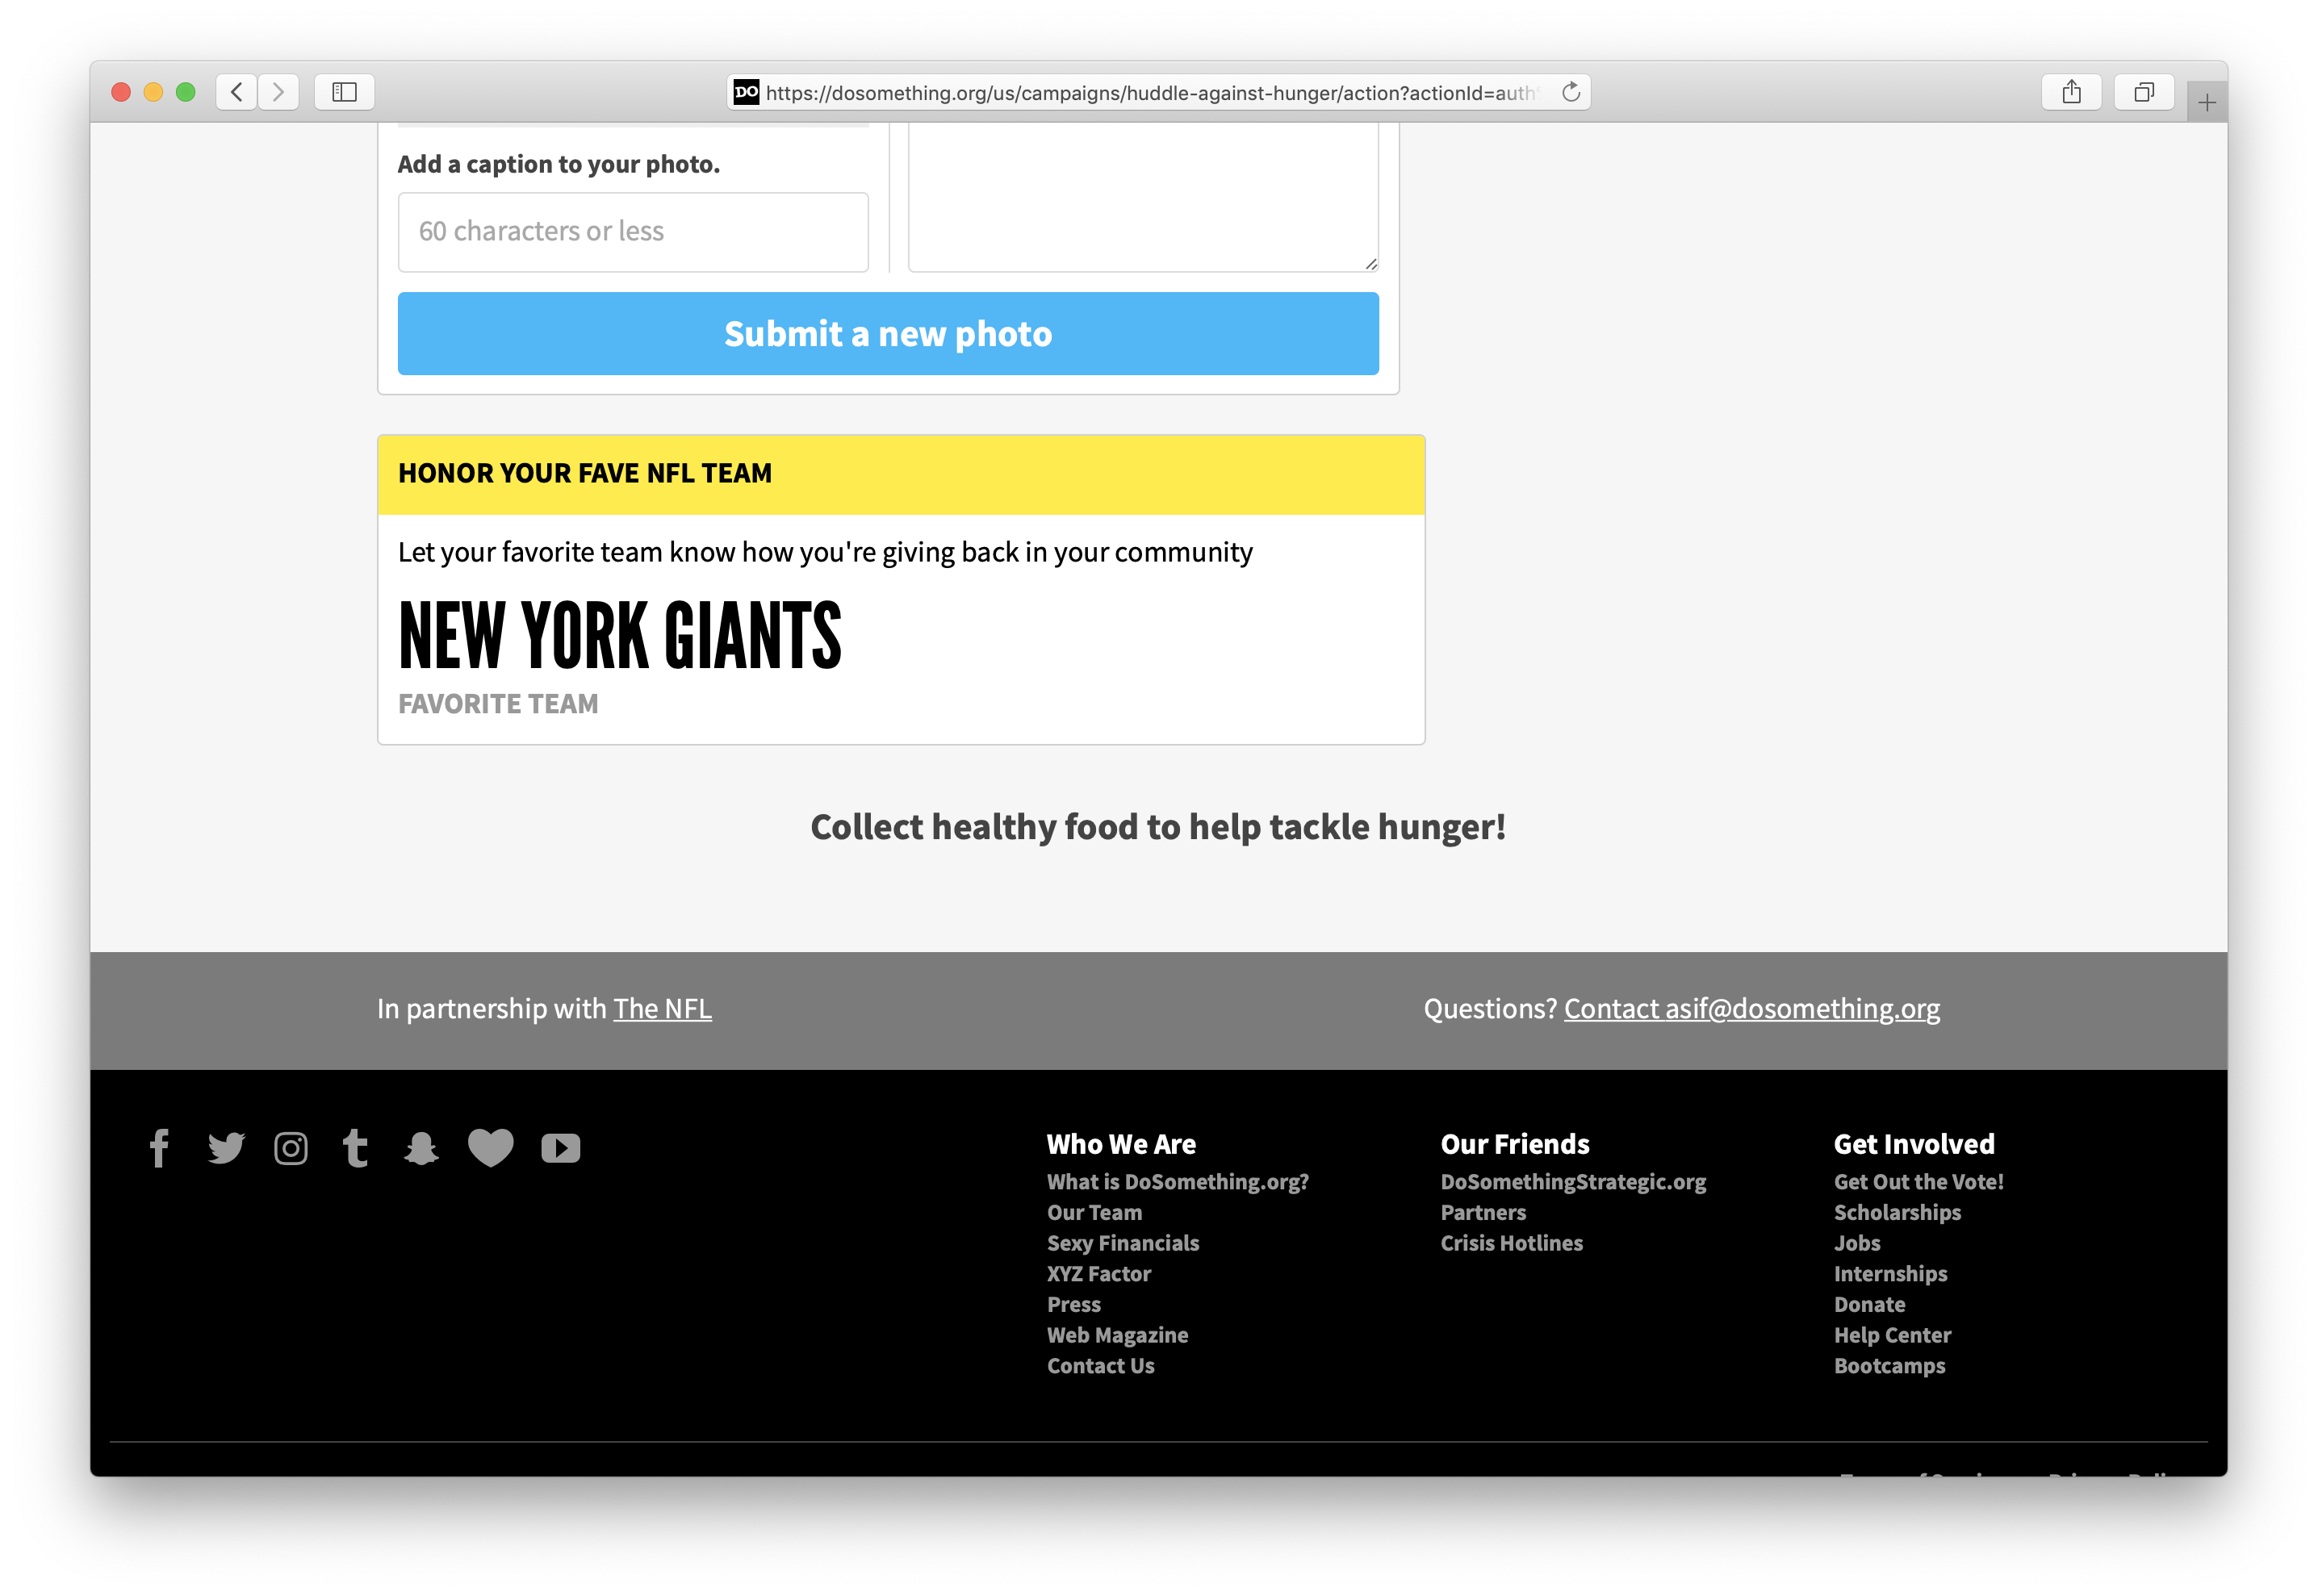 DO https://dosomething.org/us/campaigns/huddle-against-hunger/action?actionId=auth
Add a caption to your photo.
60 characters or less
Submit a new photo
HONOR YOUR FAVE NFL TEAM
Let your favorite team know how you're giving back in your community
NEW YORK GIANTS
FAVORITE TEAM
Collect healthy food to help tackle hunger!
In partnership with The NFL
Questions? Contact asif@dosomething.org
Who We Are
What is DoSomething.org?
Our Team
Sexy Financials
XYZ Factor
Press
Web Magazine
Contact Us
Our Friends
DoSomethingStrategic.org
Partners
Crisis Hotlines
Get Involved
Get Out the Vote!
Scholarships
Jobs
Internships
Donate
Help Center
Bootcamps